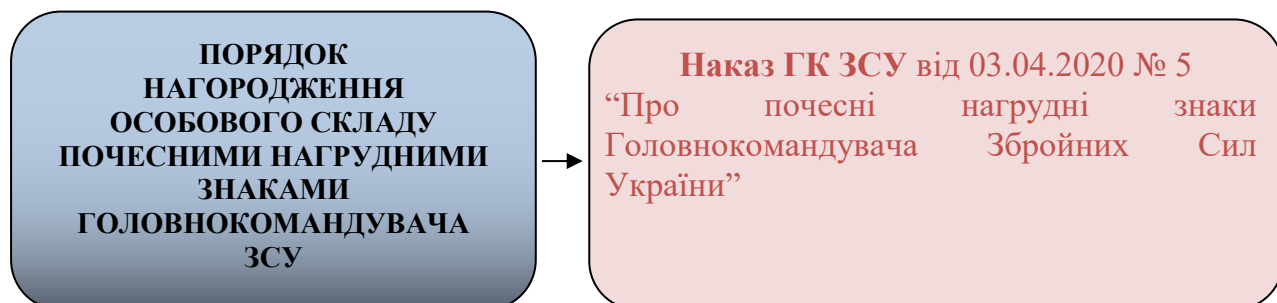 ПОРЯДОК
НАГОРОДЖЕННЯ
ОСОБОВОГО СКЛАДУ
ПОЧЕСНИМИ НАГРУДНИМИ
ЗНАКАМИ
ГОЛОВНОКОМАНДУВАЧА
ЗСУ
Наказ ГК ЗСУ від 03.04.2020 № 5
“Про почесні нагрудні знаки
Головнокомандувача Збройних Сил
України”